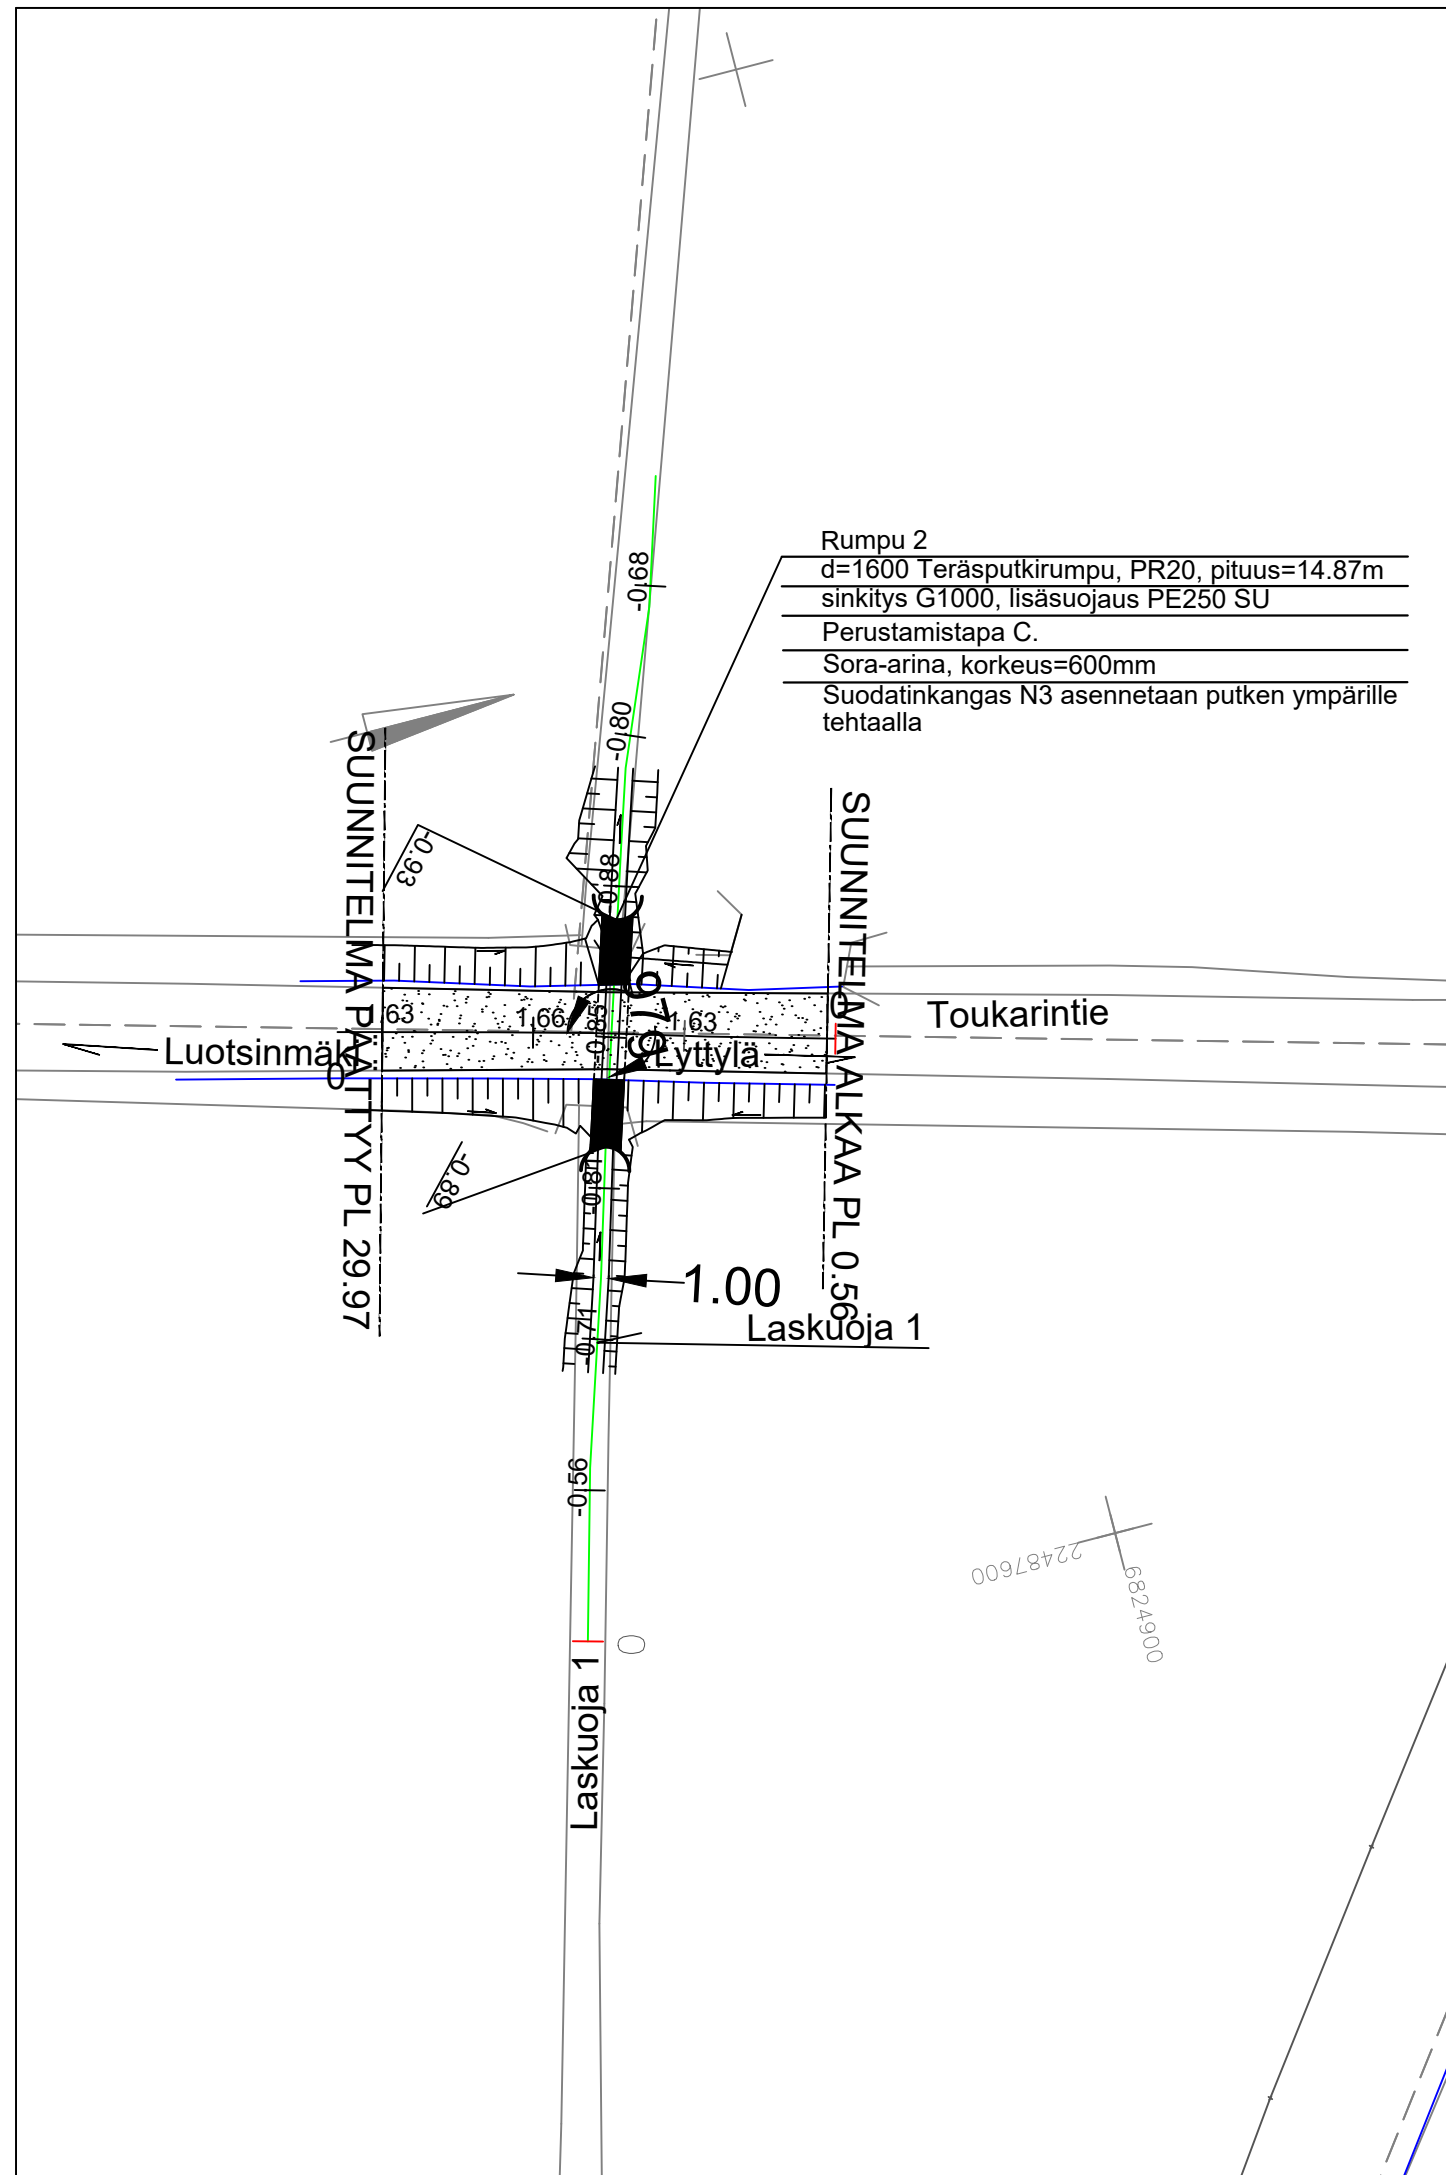 Rumpu 2
d=1600 Teräsputkirumpu, PR20, pituus=14.87m
sinkitys G1000, lisäsuojaus PE250 SU
Perustamistapa C.
Sora-arina, korkeus=600mm
Suodatinkangas N3 asennetaan putken ympärille
tehtaalla
-0.68
-0.80
SUUNNITELMA PÄÄTTYY PL 29.97
SUUNNITELMA ALKAA PL 0.56
-0.93
-0.88
Toukarintie
1.66
-0.85
1.63
Luotsinmäki
Lyttylä
0
0
-0.89
-0.81
1.00
Laskuoja 1
-0.71
-0.56
22487600
6824900
0
Laskuoja 1